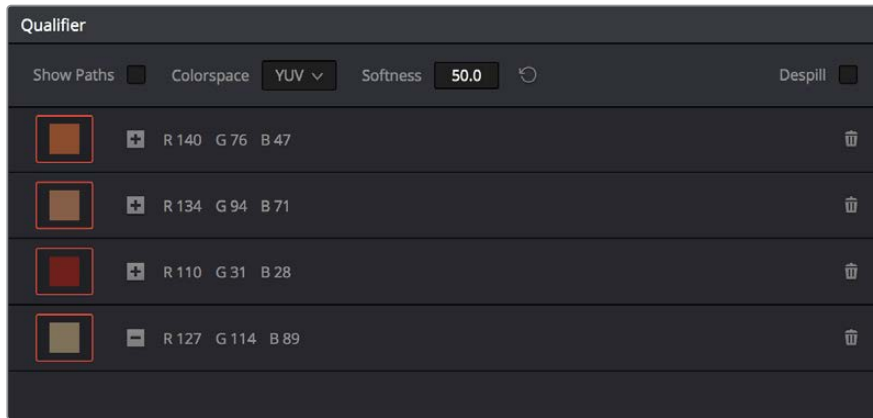 Qualifier
Show Paths Colorspace YUV Softness 50.0 Despill
R 140 G 76 B 47
R 134 G 94 B 71
R 110 G 31 B 28
R 127 G 114 B 89